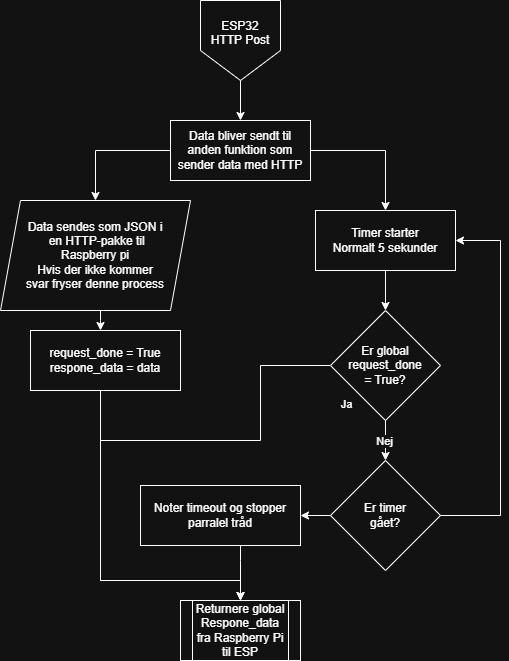 ESP32
HTTP Post
Data bliver sendt til
anden funktion som
sender data med HTTP
Data sendes som JSON i
en HTTP-pakke til
Raspberry pi
Hvis der ikke kommer
svar fryser denne process
Timer starter
Normalt 5 sekunder
request_done = True
respone_data = data
Er global
request_done
= True?
Ja
Nej
Er timer
gået?
Noter timeout og stopper
parralel tråd
Returnere global
Respone_data
fra Raspberry Pi
til ESP